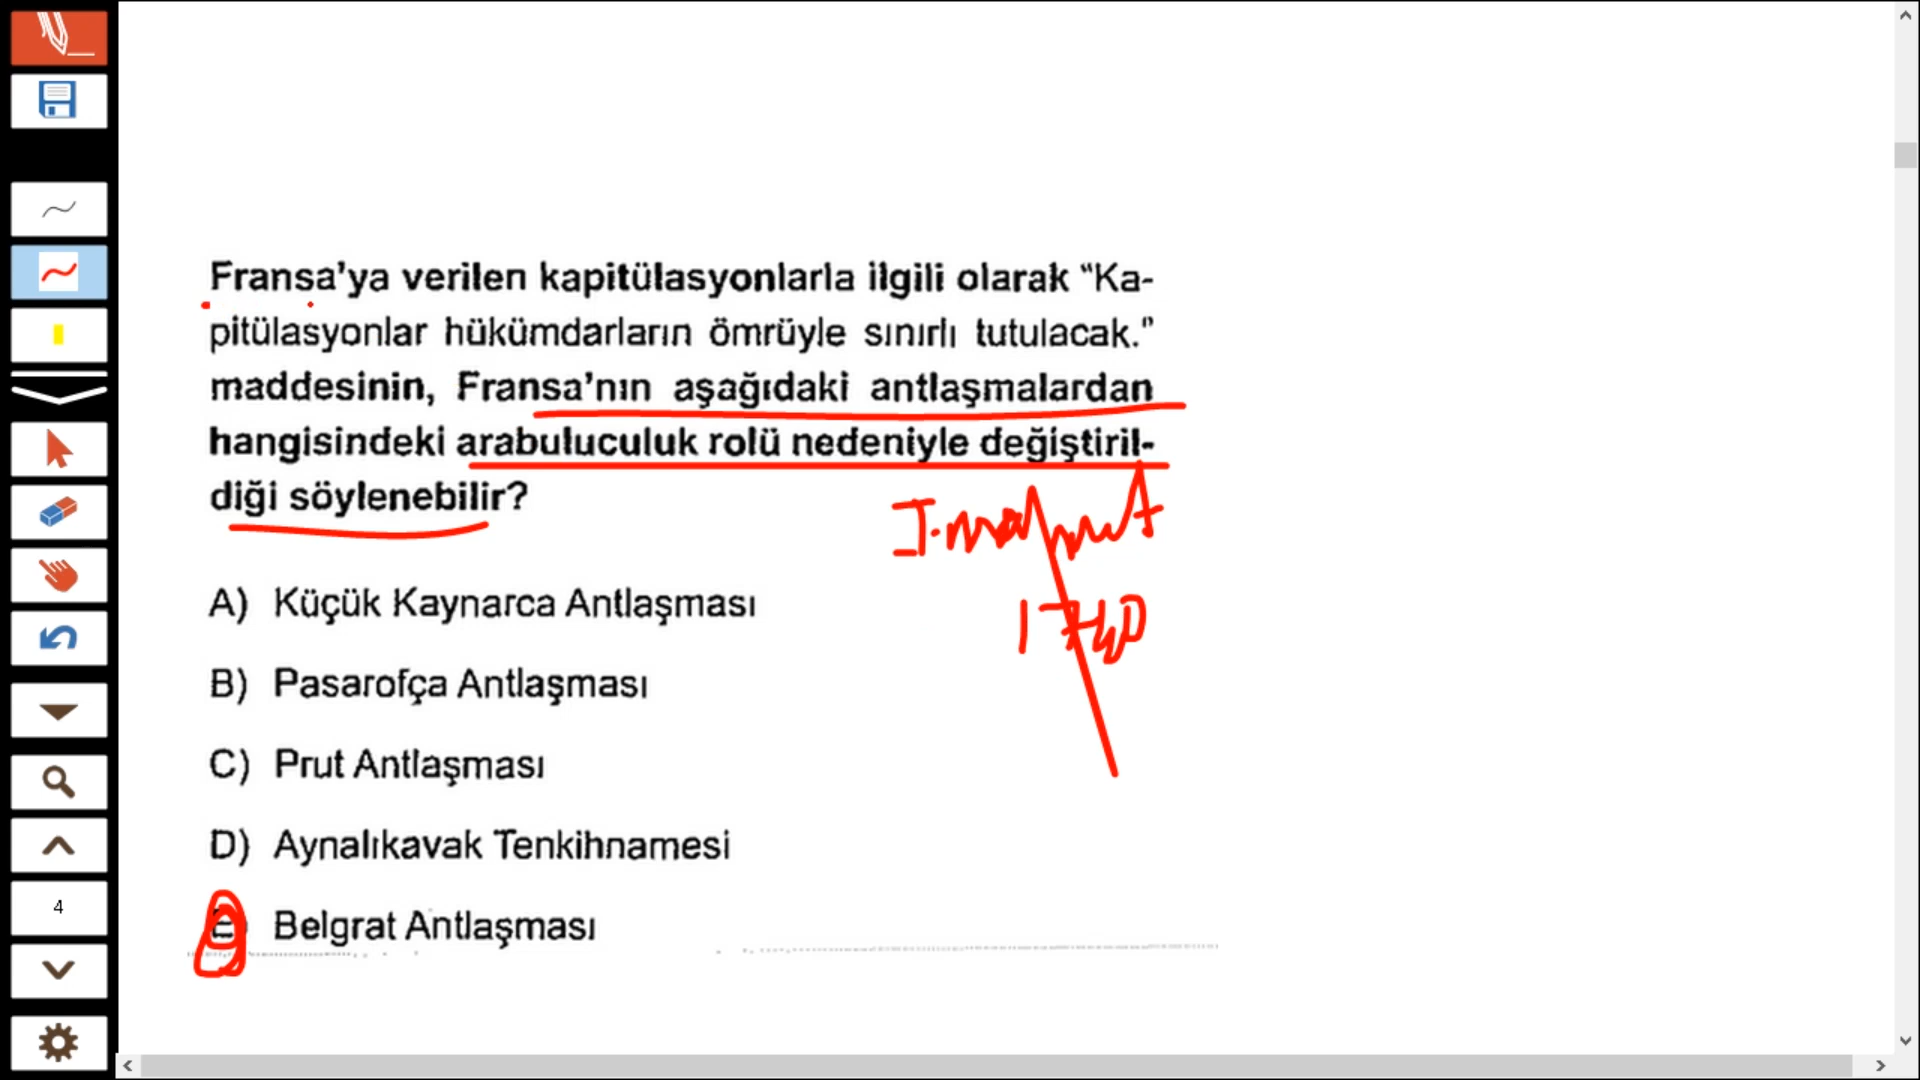 Fransa'ya verilen kapitülasyonlarla ilgili olarak "Ka-
pitülasyonlar hükümdarların ömrüyle sınırlı tutulacak."
maddesinin, Fransa'nın aşağıdaki antlaşmalardan
hangisindeki arabuluculuk rolü nedeniyle değiştiril-
diği söylenebilir?
I. mahmut
1740
A) Küçük Kaynarca Antlaşması
B) Pasarofça Antlaşması
C) Prut Antlaşması
D) Aynalıkavak Tenkihnamesi
E) Belgrat Antlaşması
4